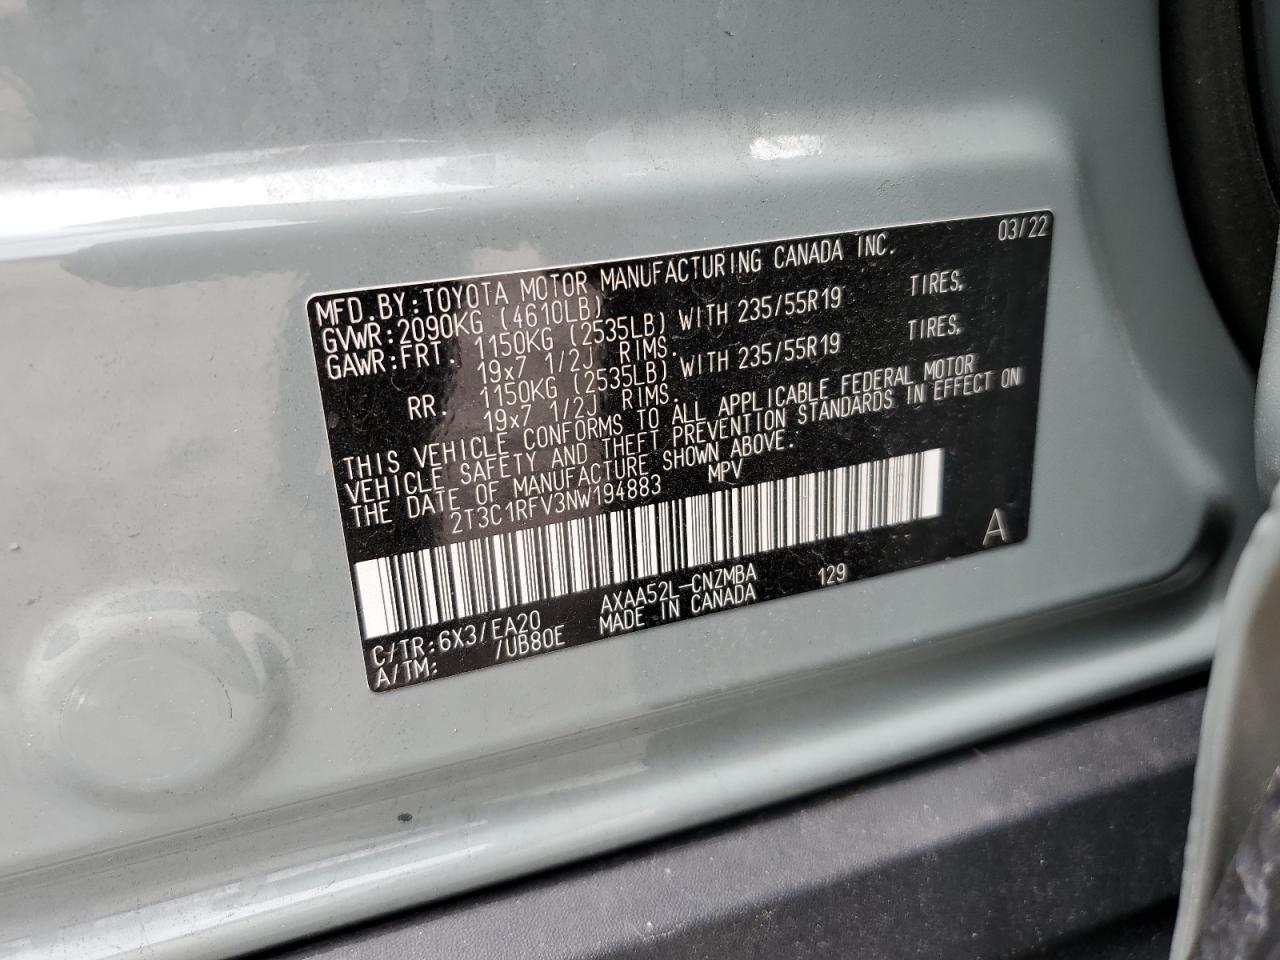 MFD.BY:TOYOTA MOTOR MANUFACTURING CANADA INC. 03/22
GVWR:2090KG (4610LB)
GAWR:FRT. 1150KG (2535LB) WITH 235/55R19 TIRES,
19x7 1/2J RIMS.
RR. 1150KG (2535LB) WITH 235/55R19 TIRES,
19x7 1/2J RIMS.
THIS VEHICLE CONFORMS TO ALL APPLICABLE FEDERAL MOTOR
VEHICLE SAFETY AND THEFT PREVENTION STANDARDS IN EFFECT ON
THE DATE OF MANUFACTURE SHOWN ABOVE.
2T3C1RFV3NW194883 MPV
A
C/TR:6X3/EA20 AXAA52L-CNZMBA 129
A/TM: /UB80E MADE IN CANADA